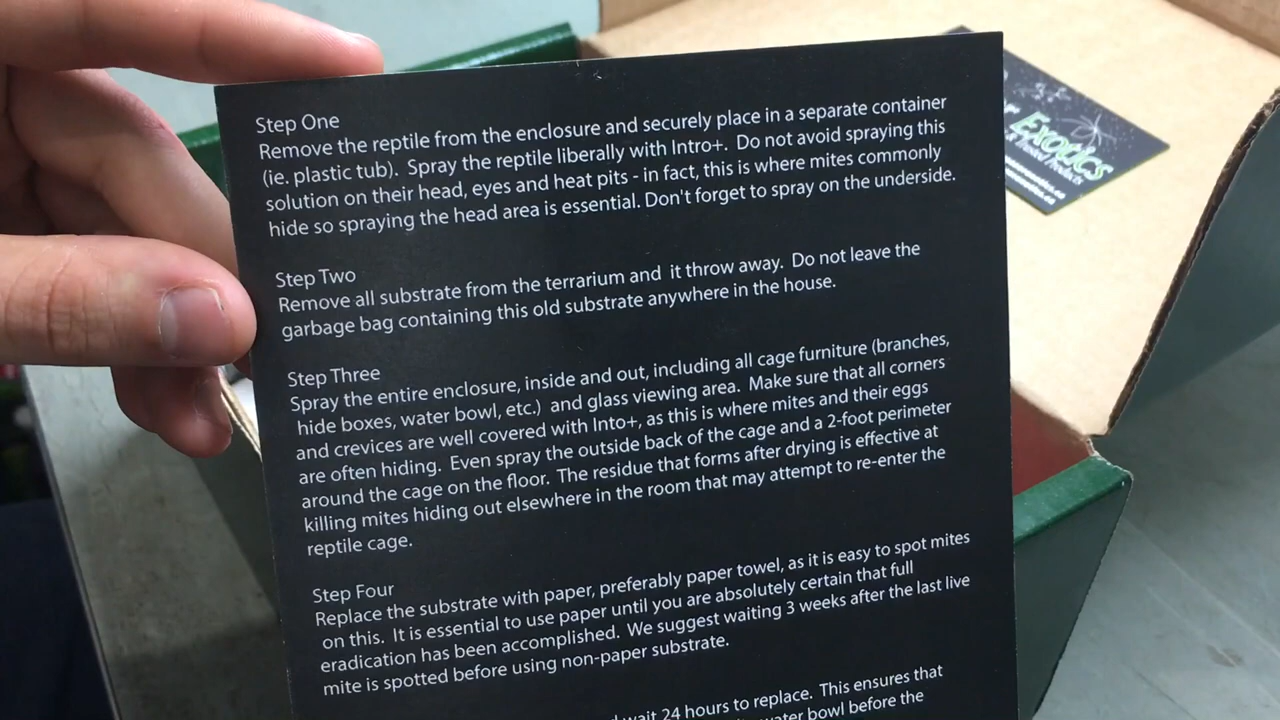 Step One
Remove the reptile from the enclosure and securely place in a separate container
(ie. plastic tub). Spray the reptile liberally with Intro+. Do not avoid spraying this
solution on their head, eyes and heat pits - in fact, this is where mites commonly
hide so spraying the head area is essential. Don't forget to spray on the underside.
Step Two
Remove all substrate from the terrarium and it throw away. Do not leave the
garbage bag containing this old substrate anywhere in the house.
Step Three
Spray the entire enclosure, inside and out, including all cage furniture (branches,
hide boxes, water bowl, etc.) and glass viewing area. Make sure that all corners
and crevices are well covered with Into+, as this is where mites and their eggs
are often hiding. Even spray the outside back of the cage and a 2-foot perimeter
around the cage on the floor. The residue that forms after drying is effective at
killing mites hiding out elsewhere in the room that may attempt to re-enter the
reptile cage.
Step Four
Replace the substrate with paper, preferably paper towel, as it is easy to spot mites
on this. It is essential to use paper until you are absolutely certain that full
eradication has been accomplished. We suggest waiting 3 weeks after the last live
mite is spotted before using non-paper substrate.
wait 24 hours to replace. This ensures that
water bowl before the
Exotics
Trusted Products